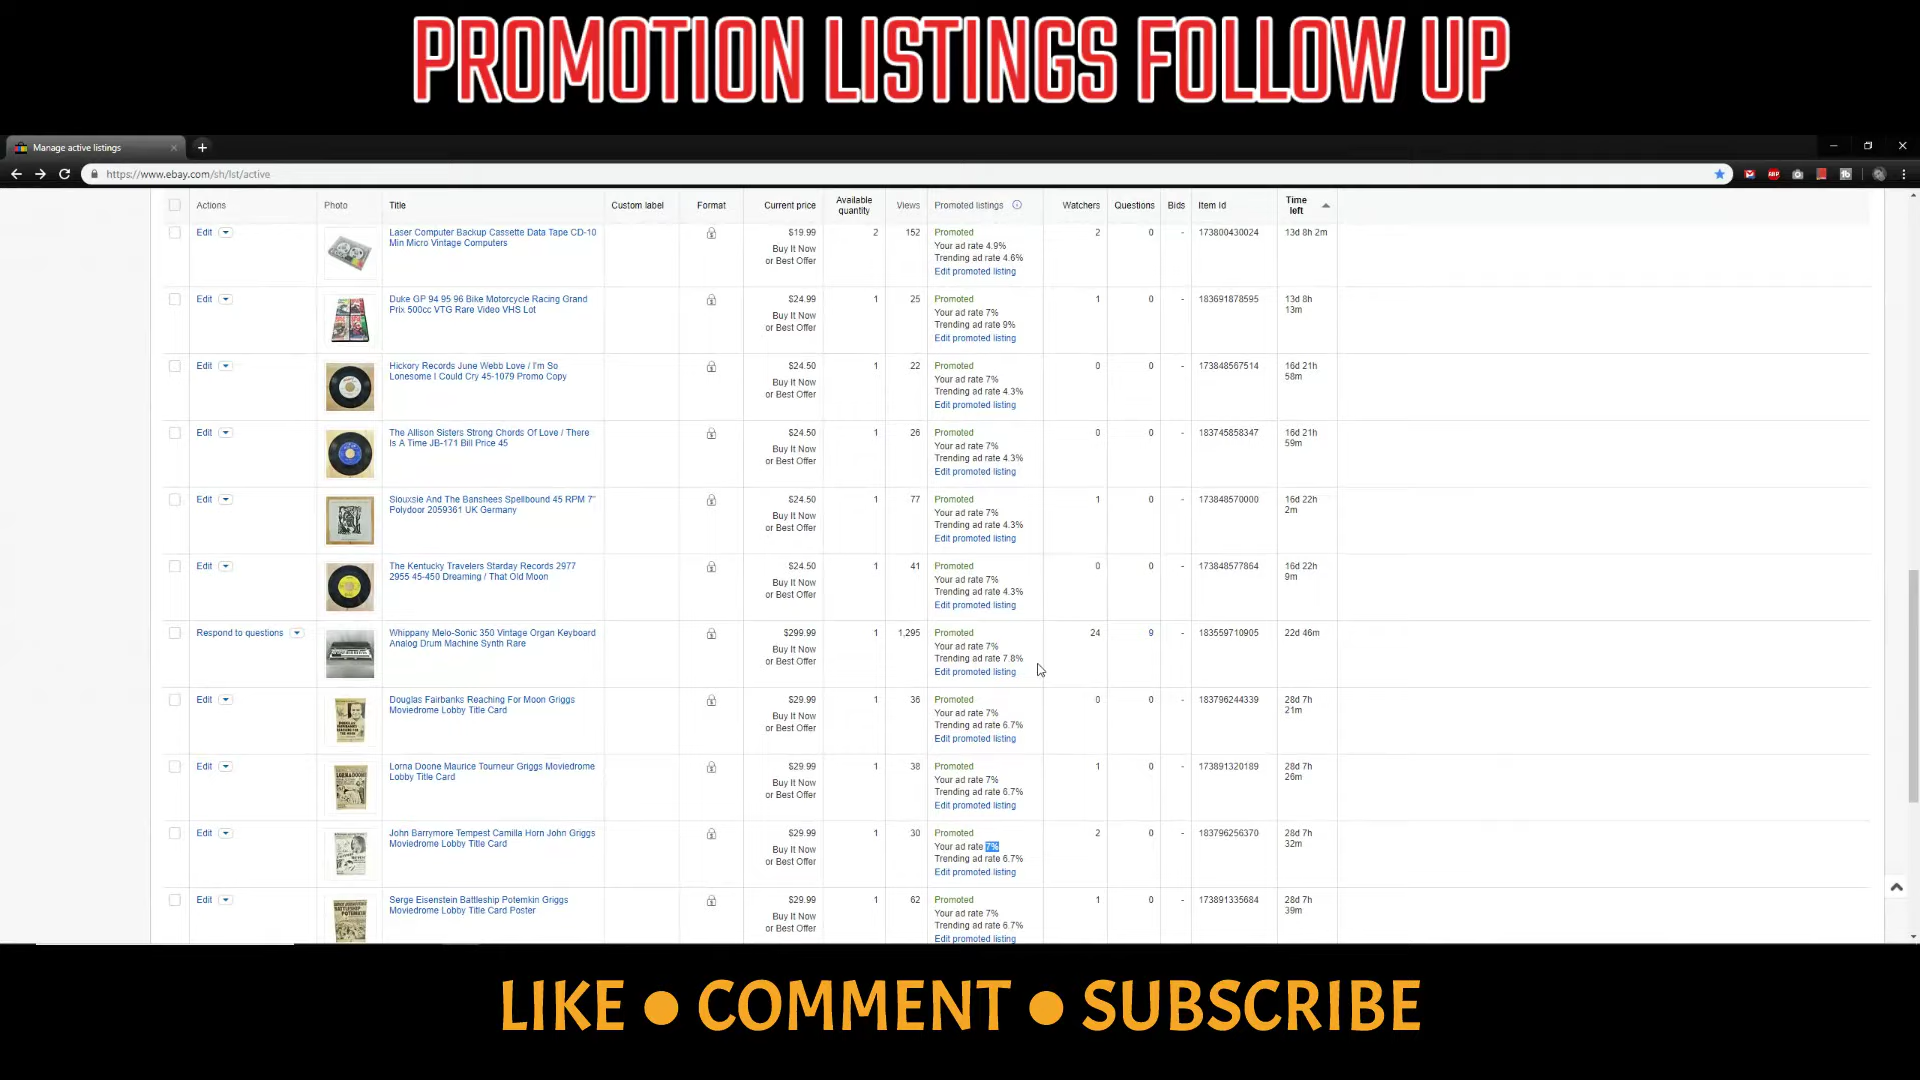 PROMOTION LISTINGS FOLLOW UP
Manage active listings
https://www.ebay.com/sh/lst/active
Actions Photo Title Custom label Format Current price Available quantity Views Promoted listings Watchers Questions Bids Item Id Time left
Edit Laser Computer Backup Cassette Data Tape CD-10 $19.99 2 152 Promoted 2 0 - 173800430024 13d 8h 2m
Min Micro Vintage Computers Buy It Now Your ad rate 4.9%
or Best Offer Trending ad rate 4.6%
Edit promoted listing
Edit Duke GP 94 95 96 Bike Motorcycle Racing Grand $24.99 1 25 Promoted 1 0 - 183691878595 13d 8h
Prix 500cc VTG Rare Video VHS Lot Buy It Now Your ad rate 7% 13m
or Best Offer Trending ad rate 9%
Edit promoted listing
Edit Hickory Records June Webb Love / I'm So $24.50 1 22 Promoted 0 0 - 173848567514 16d 21h
Lonesome I Could Cry 45-1079 Promo Copy Buy It Now Your ad rate 7% 58m
or Best Offer Trending ad rate 4.3%
Edit promoted listing
Edit The Allison Sisters Strong Chords Of Love / There $24.50 1 26 Promoted 0 0 - 183745858347 16d 21h
Is A Time JB-171 Bill Price 45 Buy It Now Your ad rate 7% 59m
or Best Offer Trending ad rate 4.3%
Edit promoted listing
Edit Siouxsie And The Banshees Spellbound 45 RPM 7" $24.50 1 77 Promoted 1 0 - 173848570000 16d 22h
Polydoor 2059361 UK Germany Buy It Now Your ad rate 7% 2m
or Best Offer Trending ad rate 4.3%
Edit promoted listing
Edit The Kentucky Travelers Starday Records 2977 $24.50 1 41 Promoted 0 0 - 173848577864 16d 22h
2955 45-450 Dreaming / That Old Moon Buy It Now Your ad rate 7% 9m
or Best Offer Trending ad rate 4.3%
Edit promoted listing
Respond to questions Whippany Melo-Sonic 350 Vintage Organ Keyboard $299.99 1 1,295 Promoted 24 9 - 183559710905 22d 46m
Analog Drum Machine Synth Rare Buy It Now Your ad rate 7%
or Best Offer Trending ad rate 7.8%
Edit promoted listing
Edit Douglas Fairbanks Reaching For Moon Griggs $29.99 1 36 Promoted 0 0 - 183796244339 28d 7h
Moviedrome Lobby Title Card Buy It Now Your ad rate 7% 21m
or Best Offer Trending ad rate 6.7%
Edit promoted listing
Edit Lorna Doone Maurice Tourneur Griggs Moviedrome $29.99 1 38 Promoted 1 0 - 173891320189 28d 7h
Lobby Title Card Buy It Now Your ad rate 7% 26m
or Best Offer Trending ad rate 6.7%
Edit promoted listing
Edit John Barrymore Tempest Camilla Horn John Griggs $29.99 1 30 Promoted 2 0 - 183796256370 28d 7h
Moviedrome Lobby Title Card Buy It Now Your ad rate 7% 32m
or Best Offer Trending ad rate 6.7%
Edit promoted listing
Edit Serge Eisenstein Battleship Potemkin Griggs $29.99 1 62 Promoted 1 0 - 173891335684 28d 7h
Moviedrome Lobby Title Card Poster Buy It Now Your ad rate 7% 39m
or Best Offer Trending ad rate 6.7%
Edit promoted listing
LIKE ● COMMENT ● SUBSCRIBE